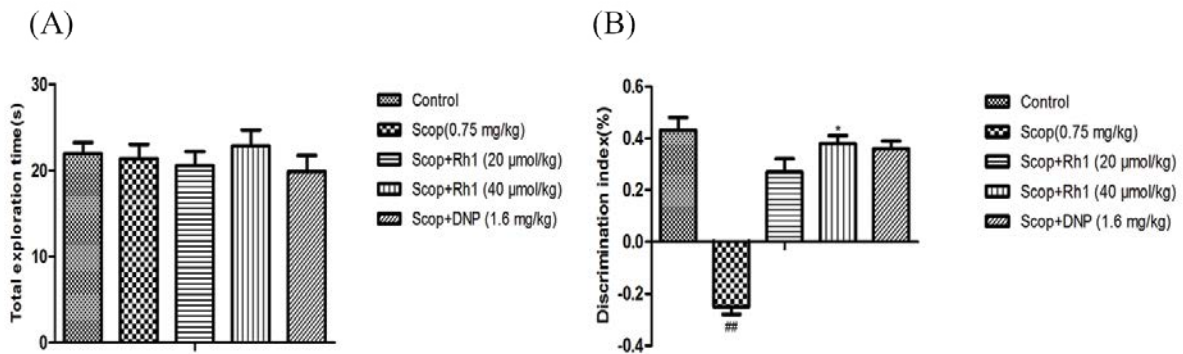 (A)
Total exploration time(s)
30
20
10
0
Control
Scop(0.75 mg/kg)
Scop+Rh1 (20 μmol/kg)
Scop+Rh1 (40 μmol/kg)
Scop+DNP (1.6 mg/kg)
(B)
Discrimination index(%)
0.6
0.4
0.2
0.0
-0.2
-0.4
*
##
Control
Scop(0.75 mg/kg)
Scop+Rh1 (20 μmol/kg)
Scop+Rh1 (40 μmol/kg)
Scop+DNP (1.6 mg/kg)